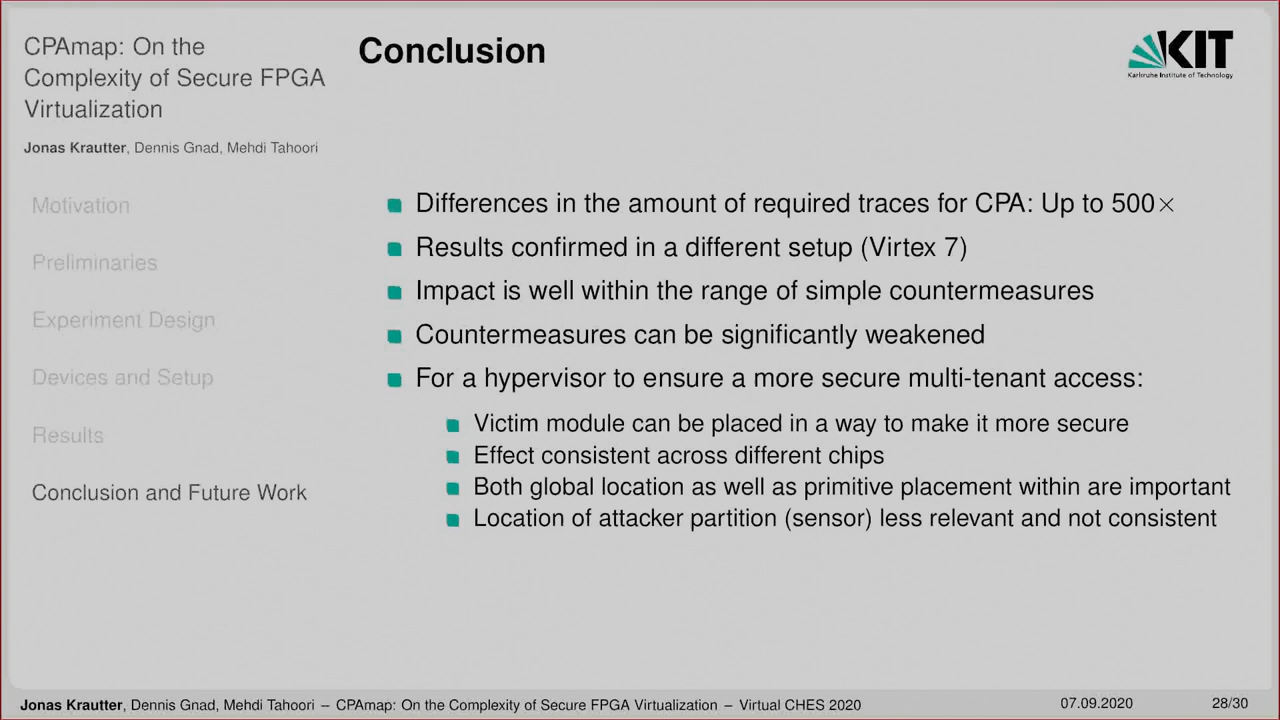 CPAmap: On the
Complexity of Secure FPGA
Virtualization
Jonas Krautter, Dennis Gnad, Mehdi Tahoori
Motivation
Preliminaries
Experiment Design
Devices and Setup
Results
Conclusion and Future Work
Conclusion
KIT
Karlsruhe Institute of Technology
Differences in the amount of required traces for CPA: Up to 500×
Results confirmed in a different setup (Virtex 7)
Impact is well within the range of simple countermeasures
Countermeasures can be significantly weakened
For a hypervisor to ensure a more secure multi-tenant access:
Victim module can be placed in a way to make it more secure
Effect consistent across different chips
Both global location as well as primitive placement within are important
Location of attacker partition (sensor) less relevant and not consistent
Jonas Krautter, Dennis Gnad, Mehdi Tahoori – CPAmap: On the Complexity of Secure FPGA Virtualization – Virtual CHES 2020
07.09.2020
28/30